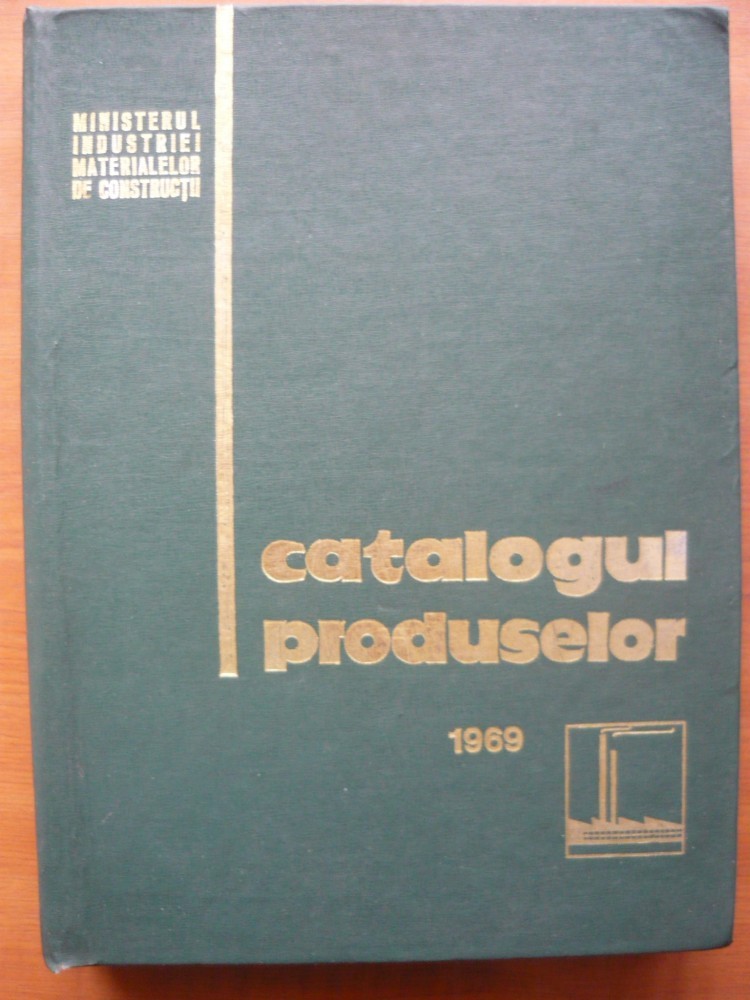 MINISTERUL
INDUSTRIEI
MATERIALELOR
DE CONSTRUCȚII
catalogul
produselor
1969